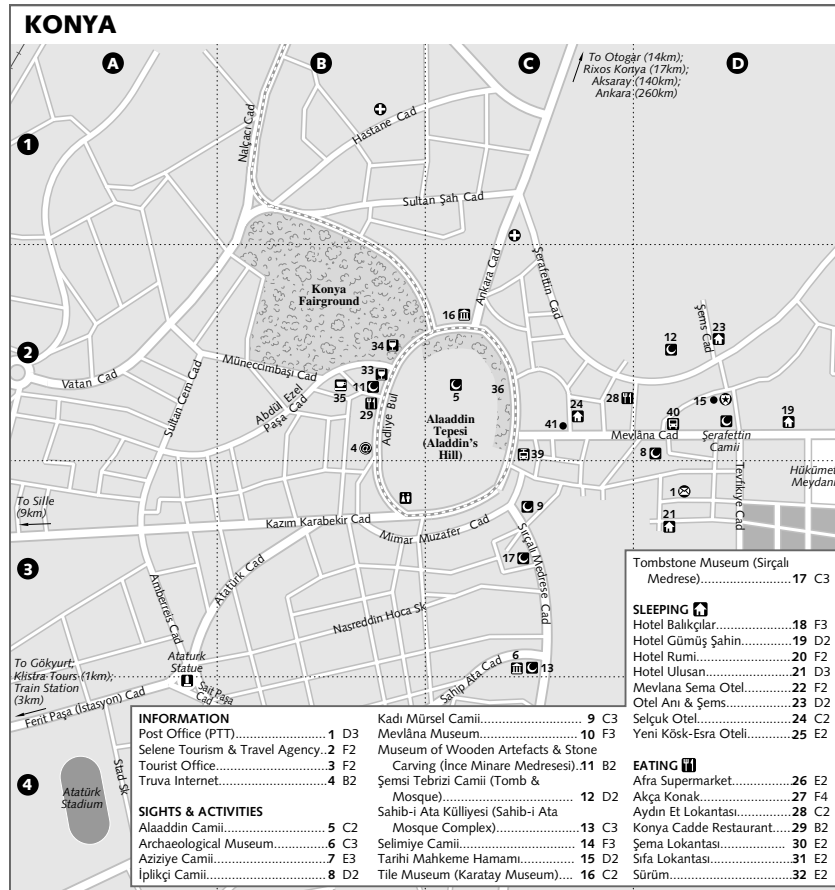 KONYA
A
B
C
D
To Otogar (14km);
Rixos Konya (17km);
Aksaray (140km);
Ankara (260km)
1
Nalçacı Cad
Hastane Cad
Sultan Şah Cad
Ankara Cad
Şerafettin Cad
Konya
Fairground
16
Şems Cad
23
12
2
34
33
Müneccimbaşı Cad
11
35
29
5
36
Alaaddin
Tepesi
(Aladdin's
Hill)
Vatan Cad
Sultan Cem Cad
Abdül Ezel
Paşa Cad
Adliye Bul
4
24
28
41
15
40
19
Mevlâna Cad
Şerafettin
Camii
39
8
Tevfikiye Cad
Hükümet
Meydanı
1
21
To Sille
(9km)
Kazım Karabekir Cad
Mimar Muzafer Cad
9
Sırçalı Medrese Cad
17
3
Amberreis Cad
Atatürk Cad
Nasreddin Hoca Sk
To Gökyurt;
Klistra Tours (1km);
Train Station
(3km)
Ataturk
Statue
Sait Paşa
Cad
6
13
Sahip Ata Cad
Ferit Paşa (İstasyon) Cad
4
Stad Sk
Atatürk
Stadium
INFORMATION
Post Office (PTT)..............................1 D3
Selene Tourism & Travel Agency..2 F2
Tourist Office..................................3 F2
Truva Internet.................................4 B2
SIGHTS & ACTIVITIES
Alaaddin Camii................................5 C2
Archaeological Museum..................6 C3
Aziziye Camii..................................7 E3
İplikçi Camii....................................8 D2
Kadı Mürsel Camii...........................9 C3
Mevlâna Museum.........................10 F3
Museum of Wooden Artefacts & Stone
Carving (İnce Minare Medresesi).11 B2
Şemsi Tebrizi Camii (Tomb &
Mosque)......................................12 D2
Sahib-i Ata Külliyesi (Sahib-i Ata
Mosque Complex).......................13 C3
Selimiye Camii..............................14 F3
Tarihi Mahkeme Hamamı..............15 D2
Tile Museum (Karatay Museum)....16 C2
Tombstone Museum (Sirçalı
Medrese)....................................17 C3
SLEEPING
Hotel Balıkçılar..............................18 F3
Hotel Gümüş Şahin.......................19 D2
Hotel Rumi....................................20 F2
Hotel Ulusan.................................21 D3
Mevlana Sema Otel......................22 F2
Otel Anı & Şems...........................23 D2
Selçuk Otel...................................24 C2
Yeni Kösk-Esra Oteli.....................25 E2
EATING
Afra Supermarket..........................26 E2
Akça Konak..................................27 F4
Aydın Et Lokantası........................28 C2
Konya Cadde Restaurant..............29 B2
Şema Lokantası............................30 E2
Sıfa Lokantası...............................31 E2
Sürüm..........................................32 E2